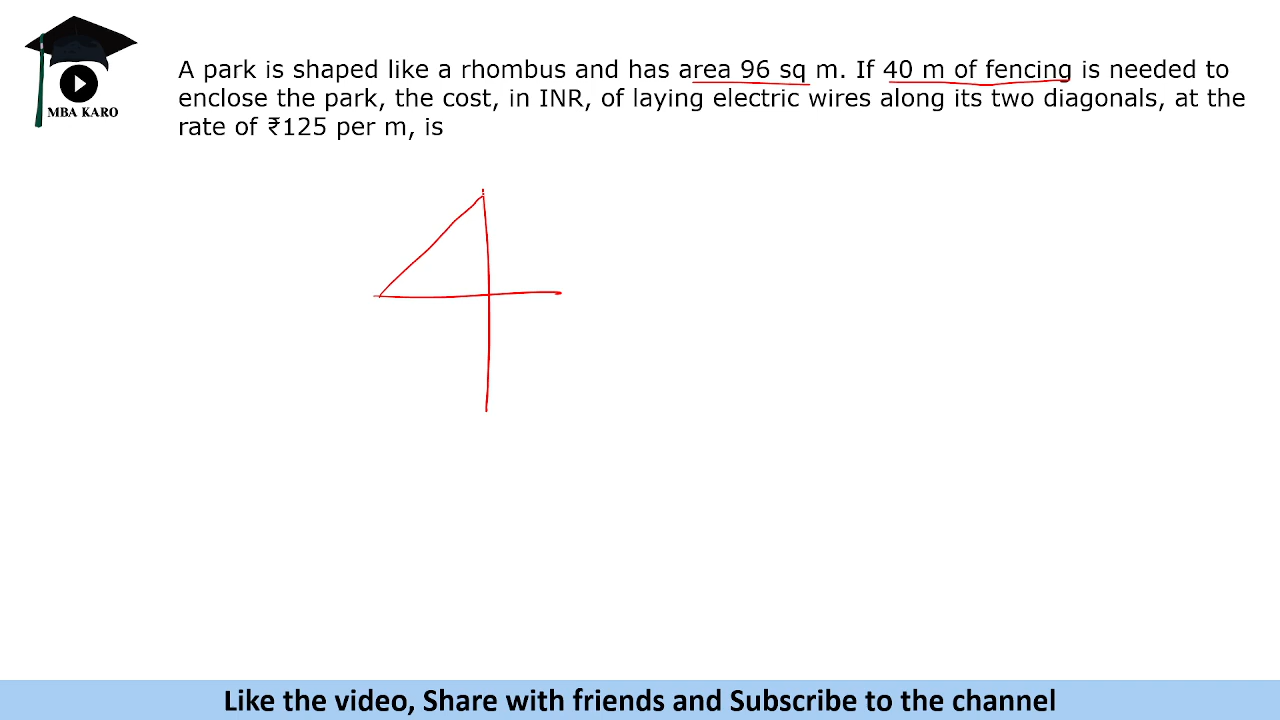 MBA KARO
A park is shaped like a rhombus and has area 96 sq m. If 40 m of fencing is needed to
enclose the park, the cost, in INR, of laying electric wires along its two diagonals, at the
rate of ₹125 per m, is
Like the video, Share with friends and Subscribe to the channel